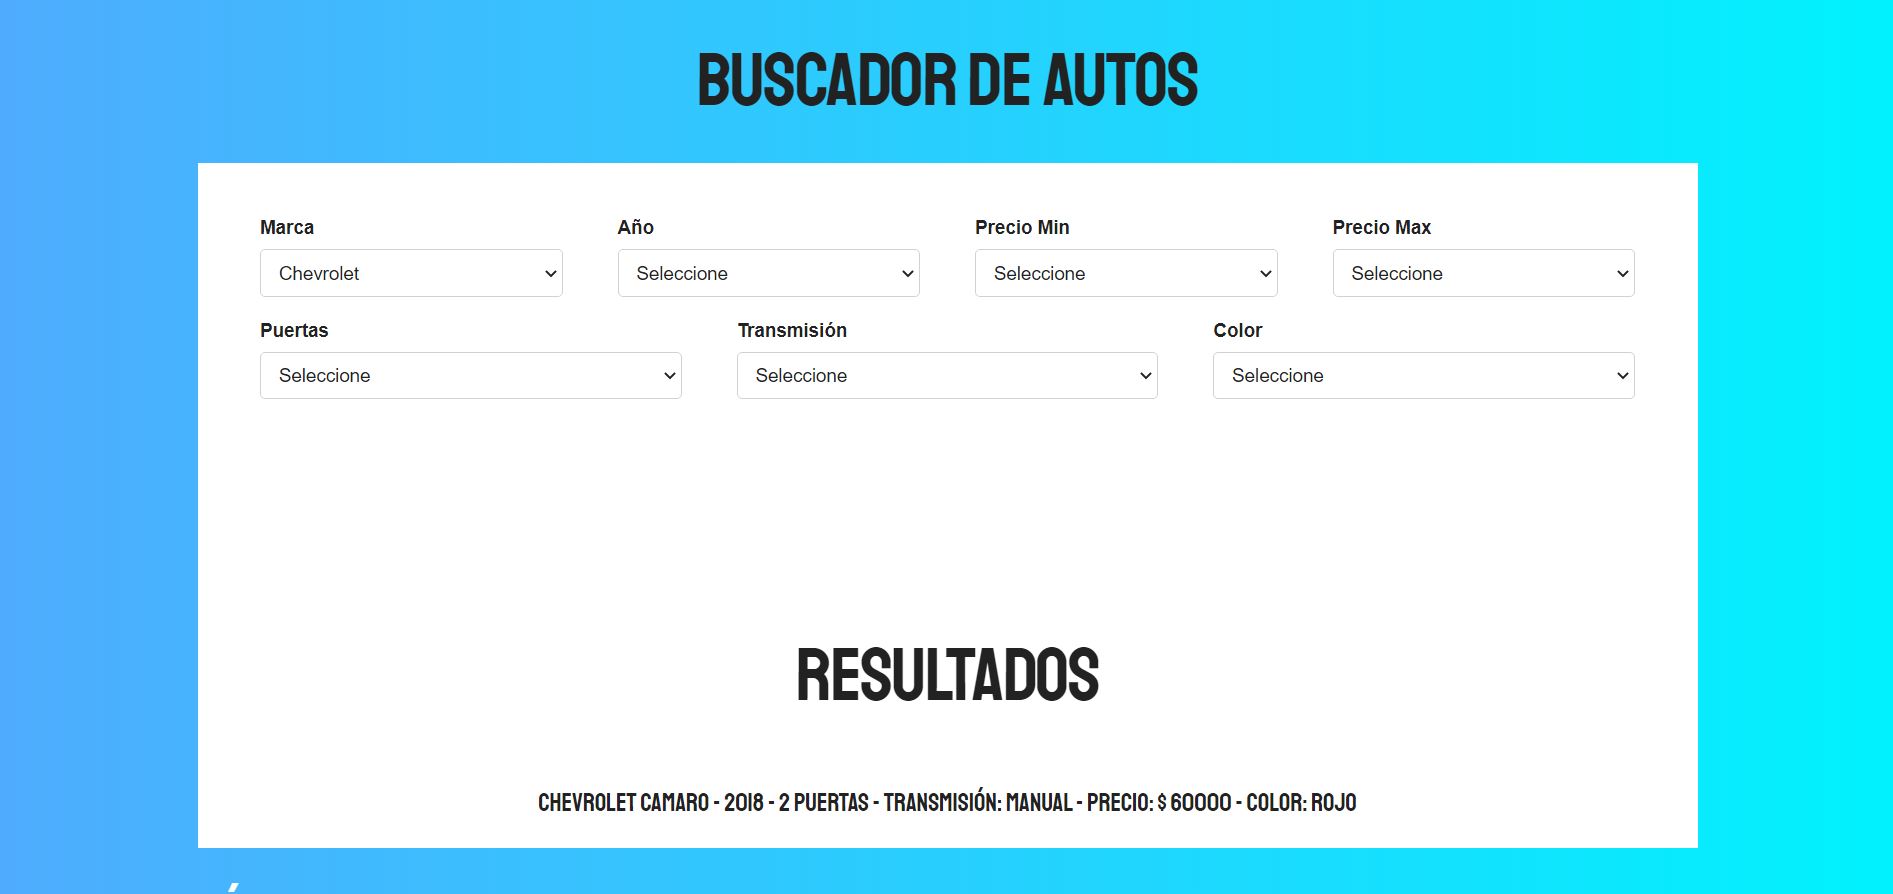 BUSCADOR DE AUTOS
Marca Año Precio Min Precio Max
Chevrolet Seleccione Seleccione Seleccione
Puertas Transmisión Color
Seleccione Seleccione Seleccione
RESULTADOS
CHEVROLET CAMARO - 2018 - 2 PUERTAS - TRANSMISIÓN: MANUAL - PRECIO: $ 60000 - COLOR: ROJO